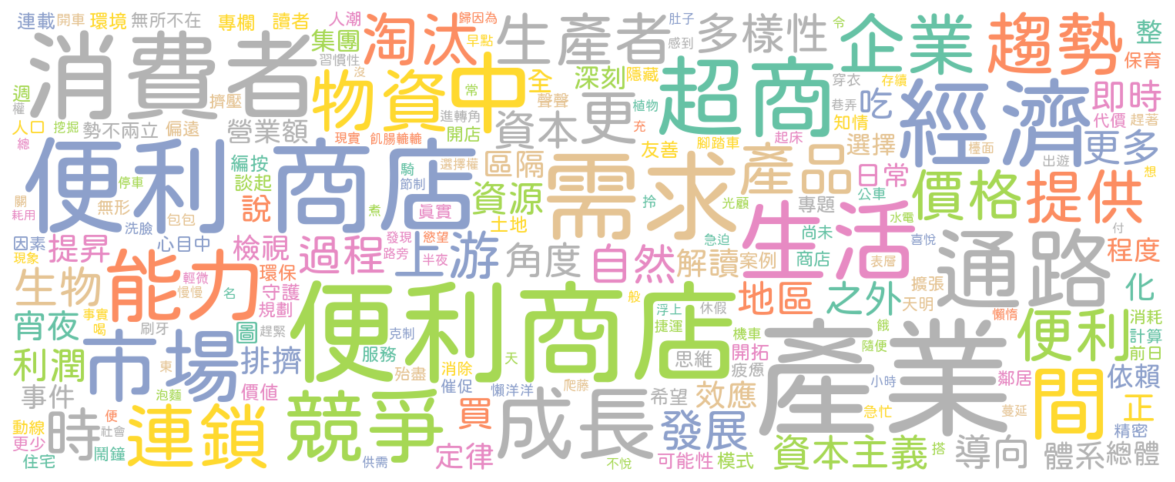 連載 開車 環境 無所不在 專欄 讀者 人潮 歸因為 肚子 令
消費者 集團 淘汰 早點 生產者 感到 多樣性 企業 趨勢 整
習慣性 沒 物資 中 全 深刻 隱藏 超商 穿衣 存續 保育
週 權 擠壓 常 聲聲 植物 巷弄 吃 經濟 即時
人口 挖掘 勢不兩立 偏遠 營業額 進轉角 資本 更 充 腳踏車 知情 代價 趕著
總 現實 飢腸轆轆 開店 友善 起床 選擇 檯面 更多
便利 商店 編按 選擇權 區隔 需求 產品 日常 出遊 想
停車 談起 騎 節制 資源 拎 光顧 公車 價格 提供
關 耗用 無形 包包 說 煮 真實 土地 專題 水電 付
洗臉 生活 通路
因素 提昇 心目中 檢視 過程 發現 慾望 上游 角度 急迫 尚未 喜悅 程度
現象 路旁 半夜 自然 解讀 案例 商店 表層
生物 能力 輕微 環保 浮上 休假 地區 之外 擴張 化
事實 慢慢 名 守護 般 捷運 天明 懶惰
宵夜 喝 刷牙 圖 規劃 趕緊 便利商店 克制 機車 餓 便利 消耗
計算
利潤 市場 排擠 服務 消除 思維 開拓 隨便 產業 前日
東 殆盡 天 疲憊 鄰居 間 依賴
事件 泡麵 價值 催促 懶洋洋 爬藤 希望 效應 小時
動線 便 時 連鎖 競爭 買 成長 發展 急忙 蔓延 正
更少 社會 精密
住宅 鬧鐘 供需 定律 不悅 可能性 模式 資本主義 搭 導向 體系 總體